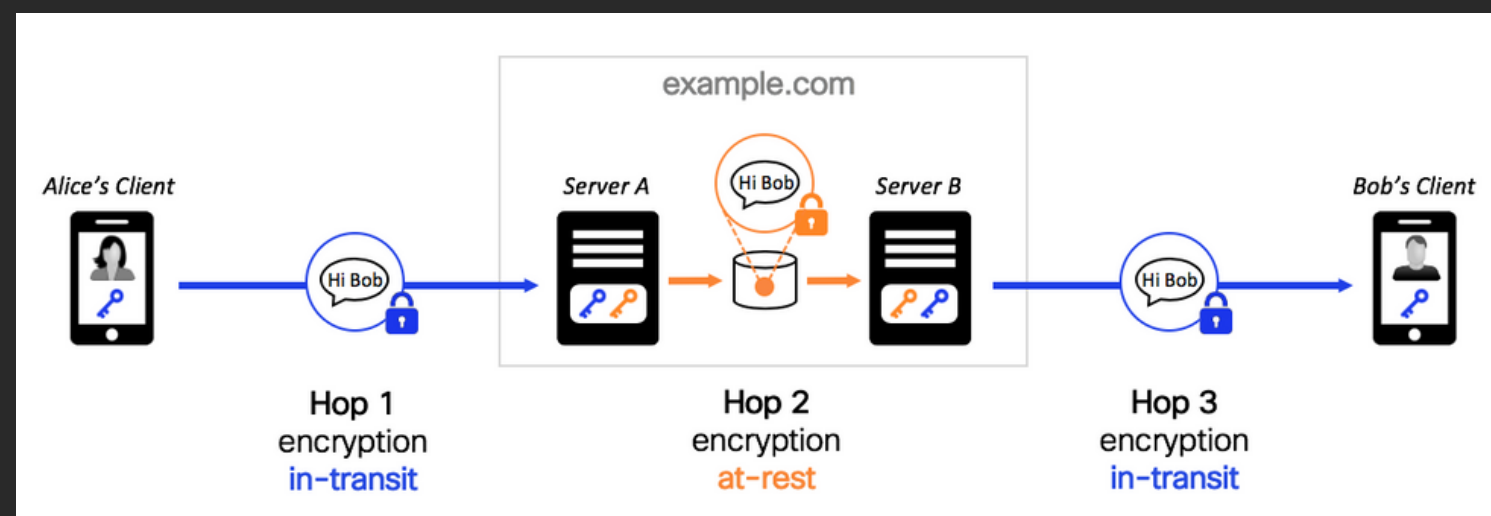 example.com
Alice's Client
Server A
Hi Bob
Server B
Bob's Client
Hi Bob
Hi Bob
Hop 1
encryption
in-transit
Hop 2
encryption
at-rest
Hop 3
encryption
in-transit